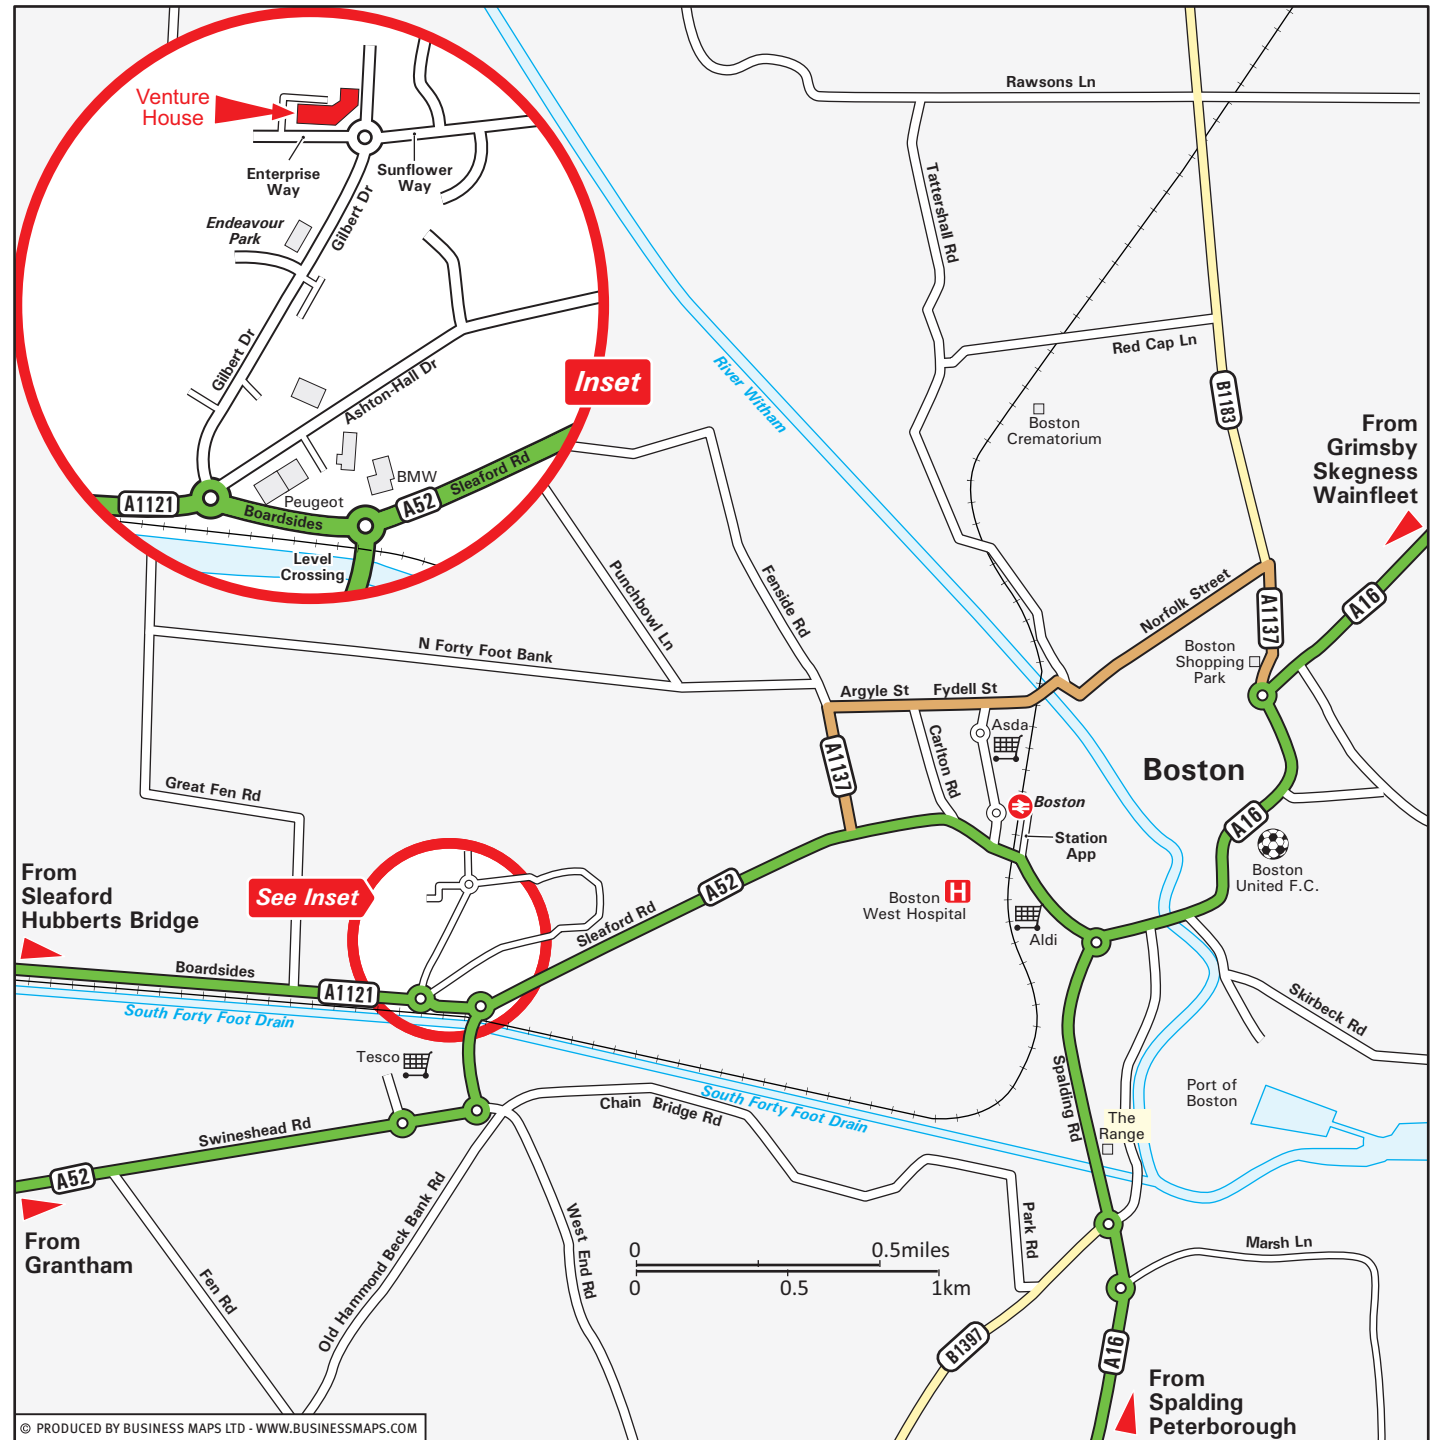 Rawsons Ln
Venture
House
Enterprise
Way
Sunflower
Way
Gilbert Dr
Endeavour
Park
Gilbert Dr
Ashton-Hall Dr
BMW
Peugeot
A1121
Boardsides
A52
Sleaford Rd
Level
Crossing
Inset
Tattershall Rd
River Witham
Red Cap Ln
B1183
Boston
Crematorium
From
Grimsby
Skegness
Wainfleet
A16
Norfolk Street
A1137
Boston
Shopping
Park
Punchbowl Ln
Fenside Rd
N Forty Foot Bank
Argyle St
Fydell St
Asda
Carlton Rd
A1137
Boston
Boston
Station
App
A16
Boston
United F.C.
Great Fen Rd
From
Sleaford
Hubberts Bridge
See Inset
A52
Sleaford Rd
Boston
West Hospital
H
Aldi
Boardsides
A1121
South Forty Foot Drain
Skirbeck Rd
Tesco
Chain Bridge Rd
South Forty Foot Drain
Spalding Rd
The
Range
Port of
Boston
Swineshead Rd
A52
From
Grantham
Fen Rd
Old Hammond Beck Bank Rd
West End Rd
Park Rd
Marsh Ln
0 0.5miles
0 0.5 1km
B1397
A16
From
Spalding
Peterborough
© PRODUCED BY BUSINESS MAPS LTD - WWW.BUSINESSMAPS.COM